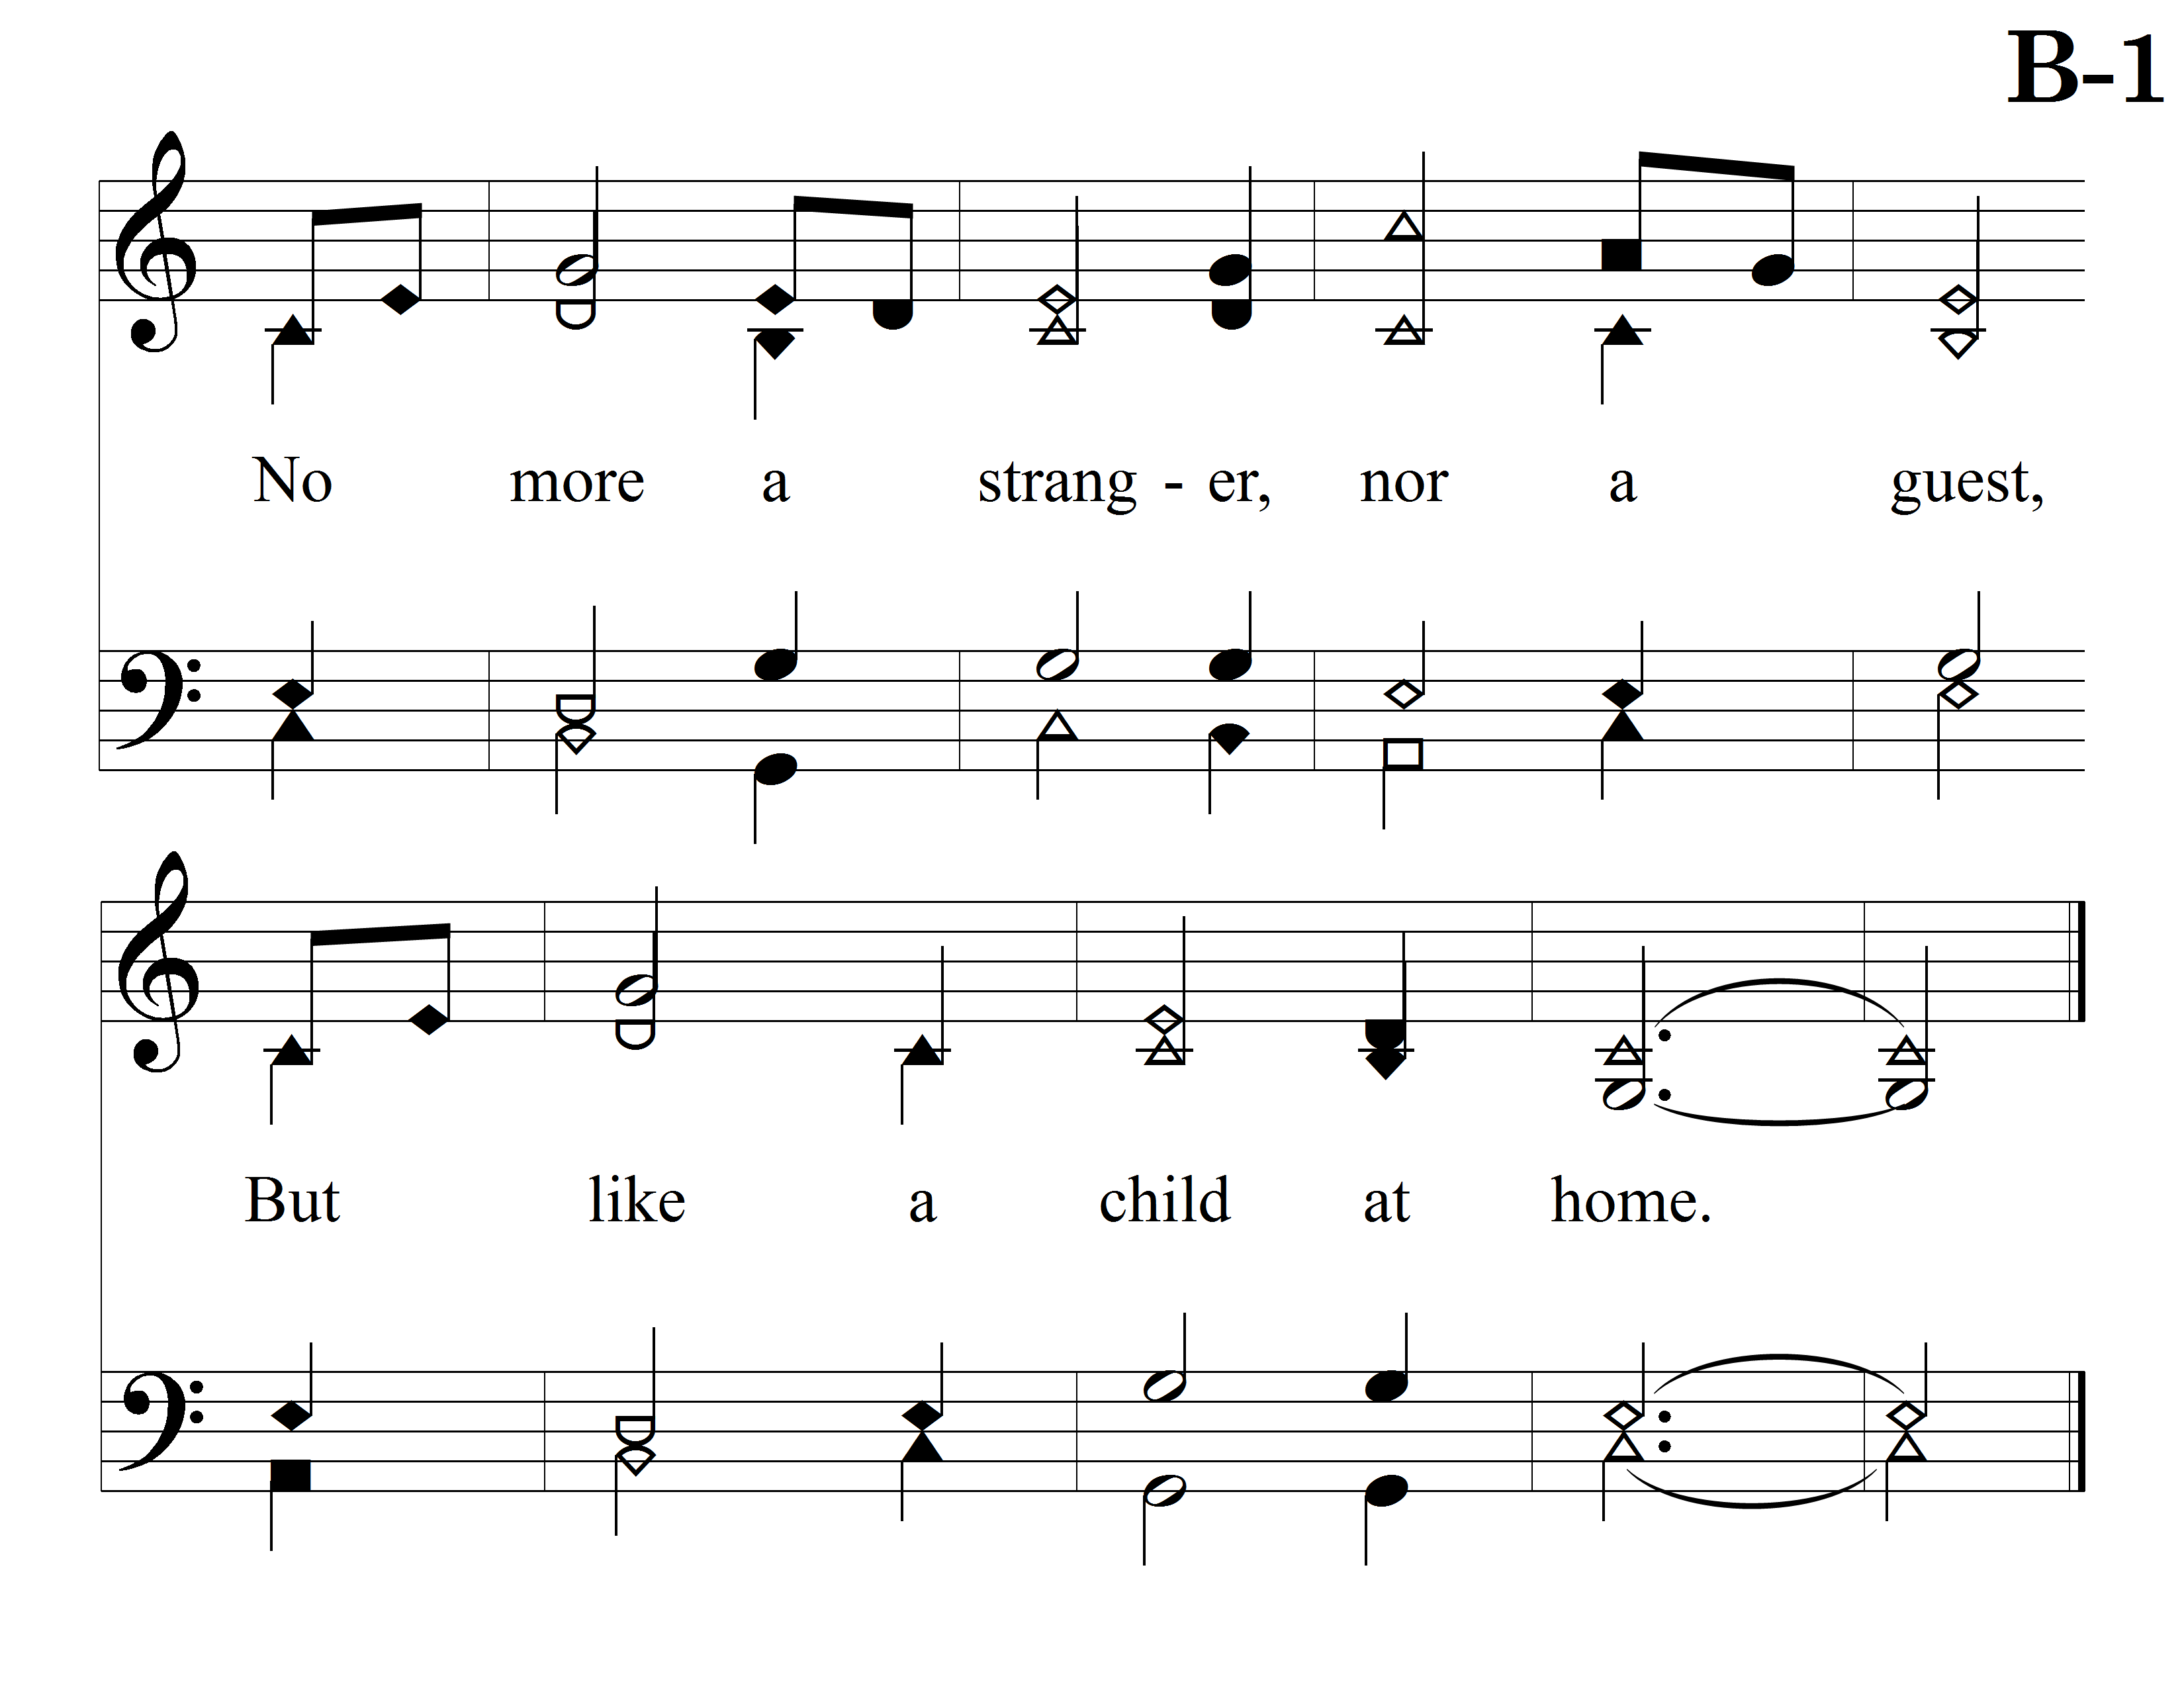 B-1
No more a strang - er, nor a guest,
But like a child at home.